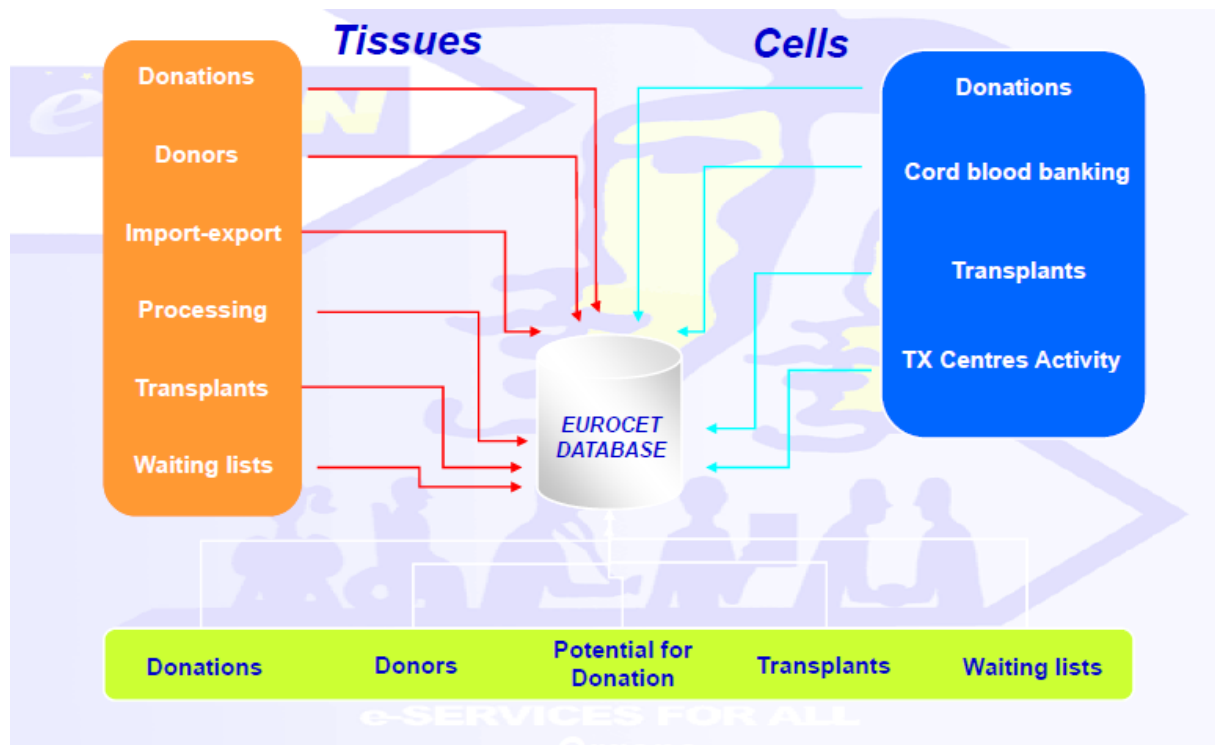 Tissues
Cells
Donations
Donors
Import-export
Processing
Transplants
Waiting lists
Donations
Cord blood banking
Transplants
TX Centres Activity
EUROCET
DATABASE
Donations
Donors
Potential for
Donation
Transplants
Waiting lists
e-SERVICES FOR ALL